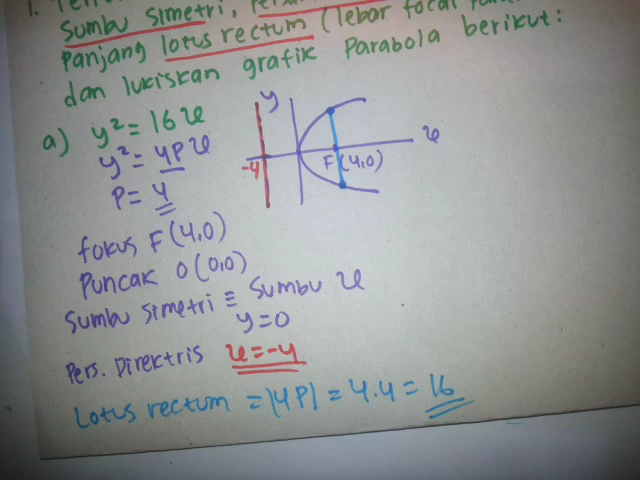 Sumbu Simetri,
panjang lotus rectum (lebar focal
dan lukiskan grafik Parabola berikut:
a) y² = 16x
y² = 4Px
P = 4
y
x
-4
F(4,0)
fokus F(4,0)
Puncak O(0,0)
Sumbu Simetri ≡ Sumbu x
y=0
Pers. Direktris x=-4
Lotus rectum = |4P| = 4.4 = 16